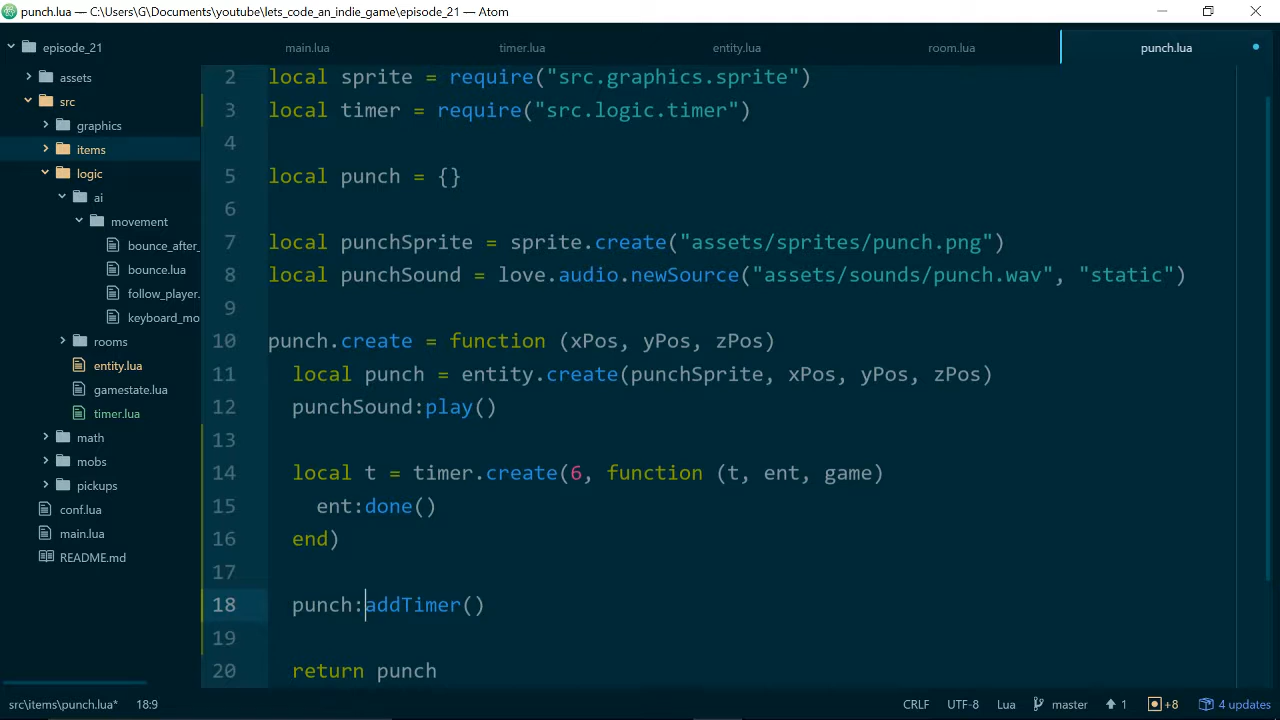 punch.lua — C:\Users\G\Documents\youtube\lets_code_an_indie_game\episode_21 — Atom
episode_21
main.lua
timer.lua
entity.lua
room.lua
punch.lua
assets
src
graphics
items
logic
ai
movement
bounce_after_
bounce.lua
follow_player.
keyboard_mo
rooms
entity.lua
gamestate.lua
timer.lua
math
mobs
pickups
conf.lua
main.lua
README.md
2 local sprite = require("src.graphics.sprite")
3 local timer = require("src.logic.timer")
4
5 local punch = {}
6
7 local punchSprite = sprite.create("assets/sprites/punch.png")
8 local punchSound = love.audio.newSource("assets/sounds/punch.wav", "static")
9
10 punch.create = function (xPos, yPos, zPos)
11 local punch = entity.create(punchSprite, xPos, yPos, zPos)
12 punchSound:play()
13
14 local t = timer.create(6, function (t, ent, game)
15 ent:done()
16 end)
17
18 punch:addTimer()
19
20 return punch
src\items\punch.lua* 18:9 CRLF UTF-8 Lua master 1 +8 4 updates